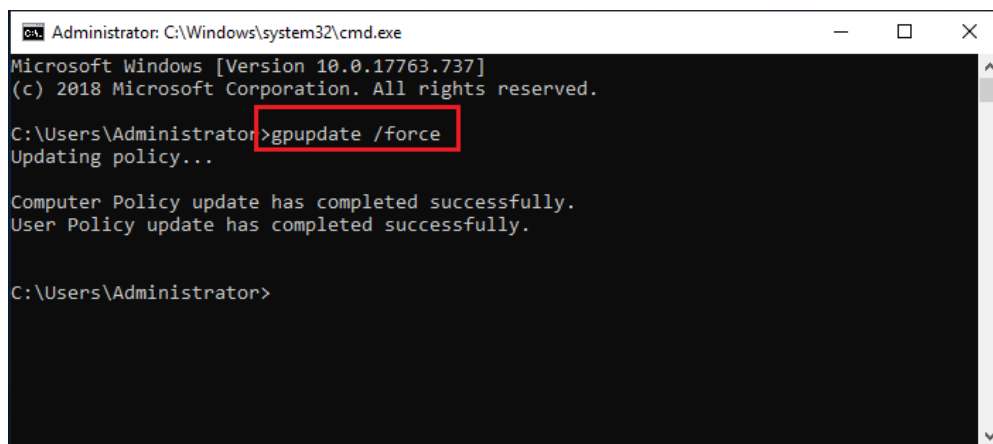 Administrator: C:\Windows\system32\cmd.exe
Microsoft Windows [Version 10.0.17763.737]
(c) 2018 Microsoft Corporation. All rights reserved.
C:\Users\Administrator>gpupdate /force
Updating policy...
Computer Policy update has completed successfully.
User Policy update has completed successfully.
C:\Users\Administrator>